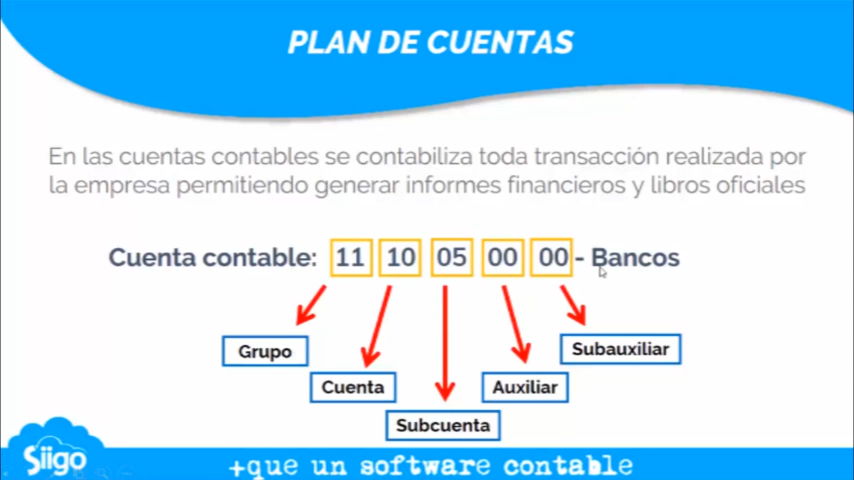 PLAN DE CUENTAS
En las cuentas contables se contabiliza toda transacción realizada por
la empresa permitiendo generar informes financieros y libros oficiales
Cuenta contable: 11 10 05 00 00 - Bancos
Grupo
Cuenta
Subcuenta
Auxiliar
Subauxiliar
Siigo
+que un software contable